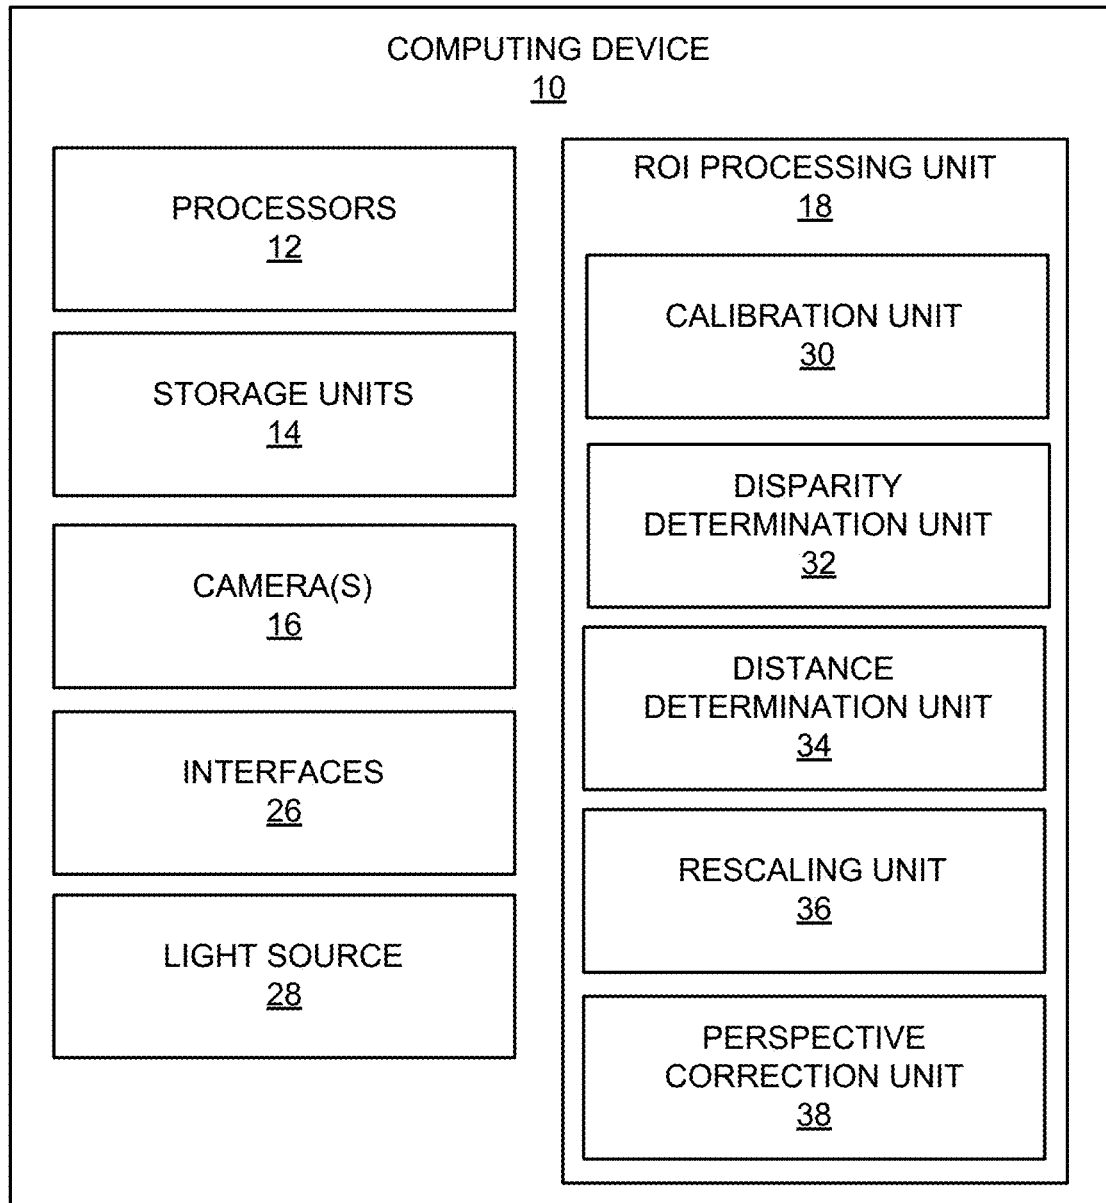 COMPUTING DEVICE
10
PROCESSORS
12
STORAGE UNITS
14
CAMERA(S)
16
INTERFACES
26
LIGHT SOURCE
28
ROI PROCESSING UNIT
18
CALIBRATION UNIT
30
DISPARITY
DETERMINATION UNIT
32
DISTANCE
DETERMINATION UNIT
34
RESCALING UNIT
36
PERSPECTIVE
CORRECTION UNIT
38